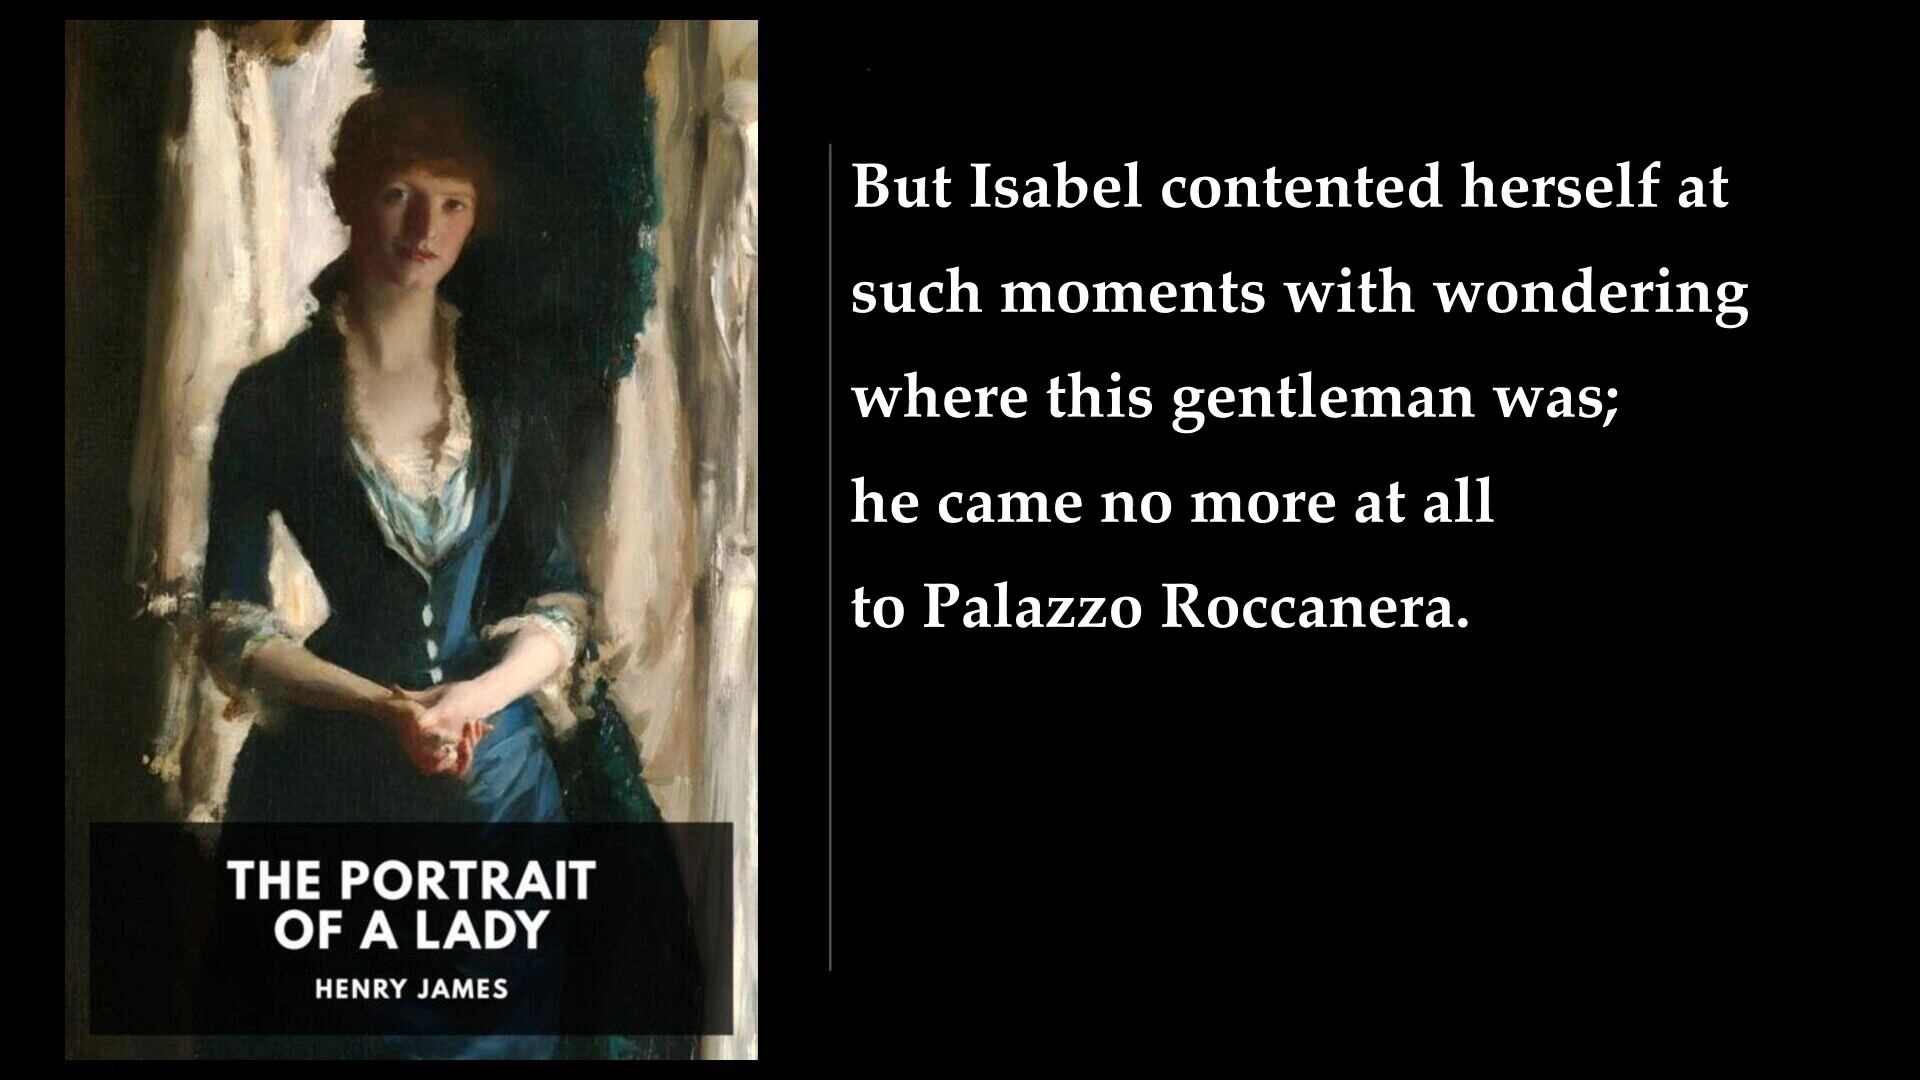 THE PORTRAIT
OF A LADY
HENRY JAMES
But Isabel contented herself at
such moments with wondering
where this gentleman was;
he came no more at all
to Palazzo Roccanera.